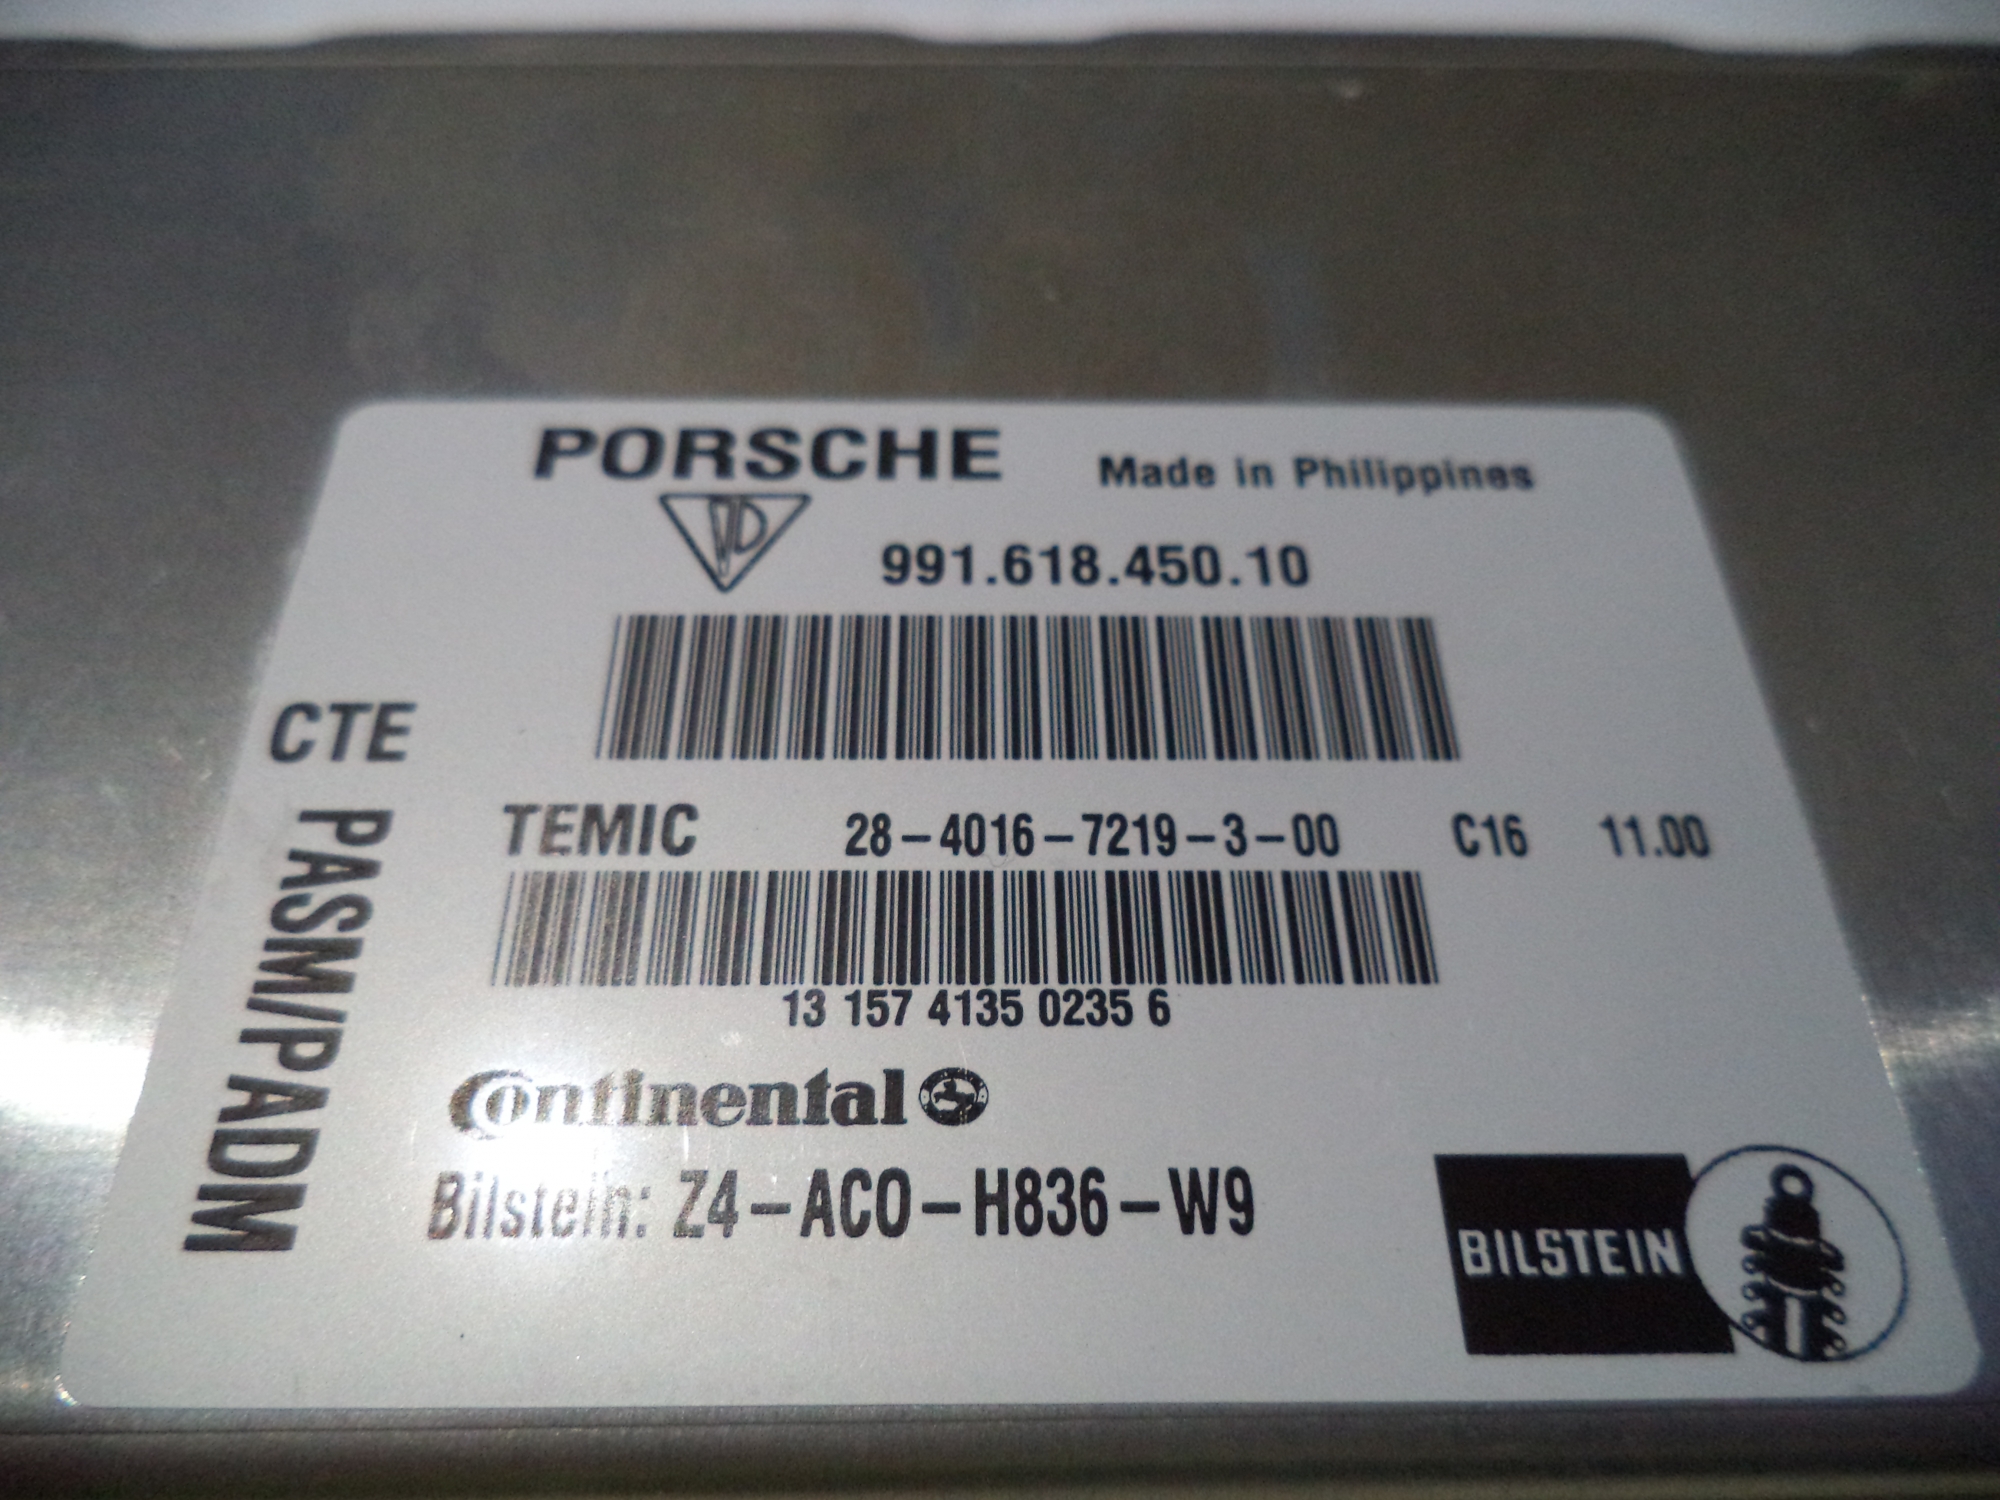 PORSCHE Made in Philippines
991.618.450.10
CTE PASM/PADM
TEMIC 28-4016-7219-3-00 C16 11.00
13 157 4135 0235 6
Continental
Bilstein: Z4-ACO-H836-W9
BILSTEIN